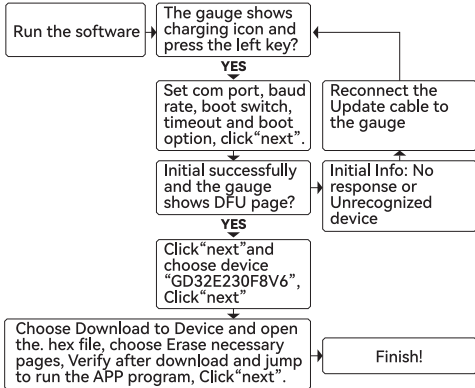 Run the software
The gauge shows
charging icon and
press the left key?
YES
Set com port, baud
rate, boot switch,
timeout and boot
option, click“next”.
Reconnect the
Update cable to
the gauge
Initial successfully
and the gauge
shows DFU page?
Initial Info: No
response or
Unrecognized
device
YES
Click“next”and
choose device
“GD32E230F8V6”,
Click“next”
Choose Download to Device and open
the. hex file, choose Erase necessary
pages, Verify after download and jump
to run the APP program, Click“next”.
Finish!